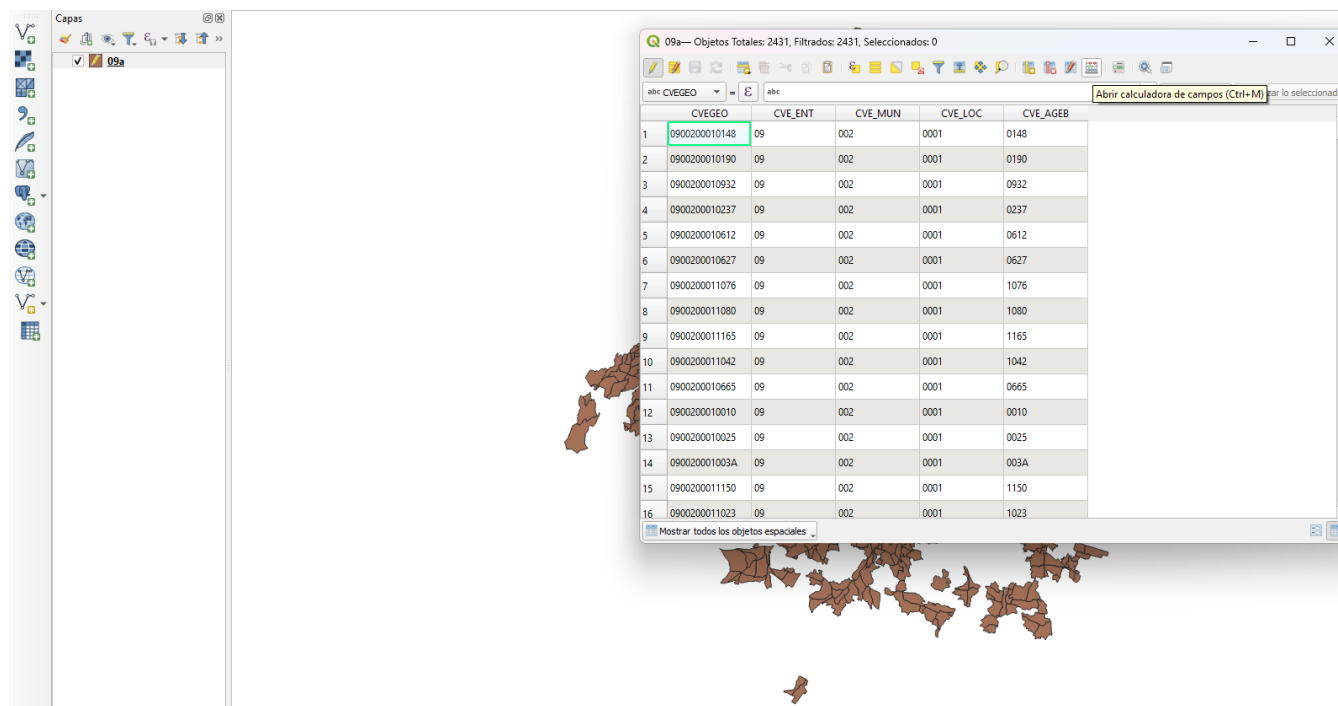 Capas
09a
09a— Objetos Totales: 2431, Filtrados: 2431, Seleccionados: 0
abc CVEGEO = ε abc
Abrir calculadora de campos (Ctrl+M)
zar lo seleccionad
CVEGEO CVE_ENT CVE_MUN CVE_LOC CVE_AGEB
1 0900200010148 09 002 0001 0148
2 0900200010190 09 002 0001 0190
3 0900200010932 09 002 0001 0932
4 0900200010237 09 002 0001 0237
5 0900200010612 09 002 0001 0612
6 0900200010627 09 002 0001 0627
7 0900200011076 09 002 0001 1076
8 0900200011080 09 002 0001 1080
9 0900200011165 09 002 0001 1165
10 0900200011042 09 002 0001 1042
11 0900200010665 09 002 0001 0665
12 0900200010010 09 002 0001 0010
13 0900200010025 09 002 0001 0025
14 090020001003A 09 002 0001 003A
15 0900200011150 09 002 0001 1150
16 0900200011023 09 002 0001 1023
Mostrar todos los objetos espaciales